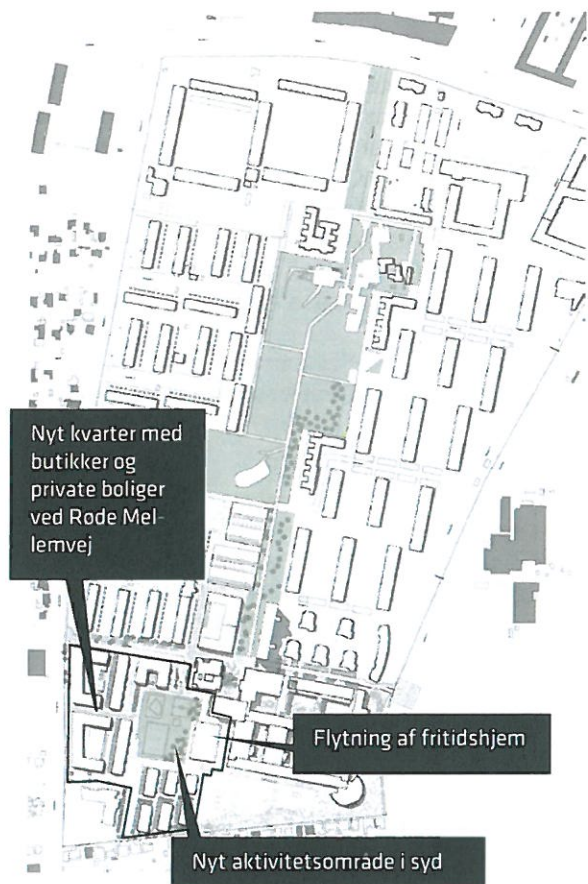 Nyt kvarter med
butikker og
private boliger
ved Røde Mel-
lemvej
Flytning af fritidshjem
Nyt aktivitetsområde i syd